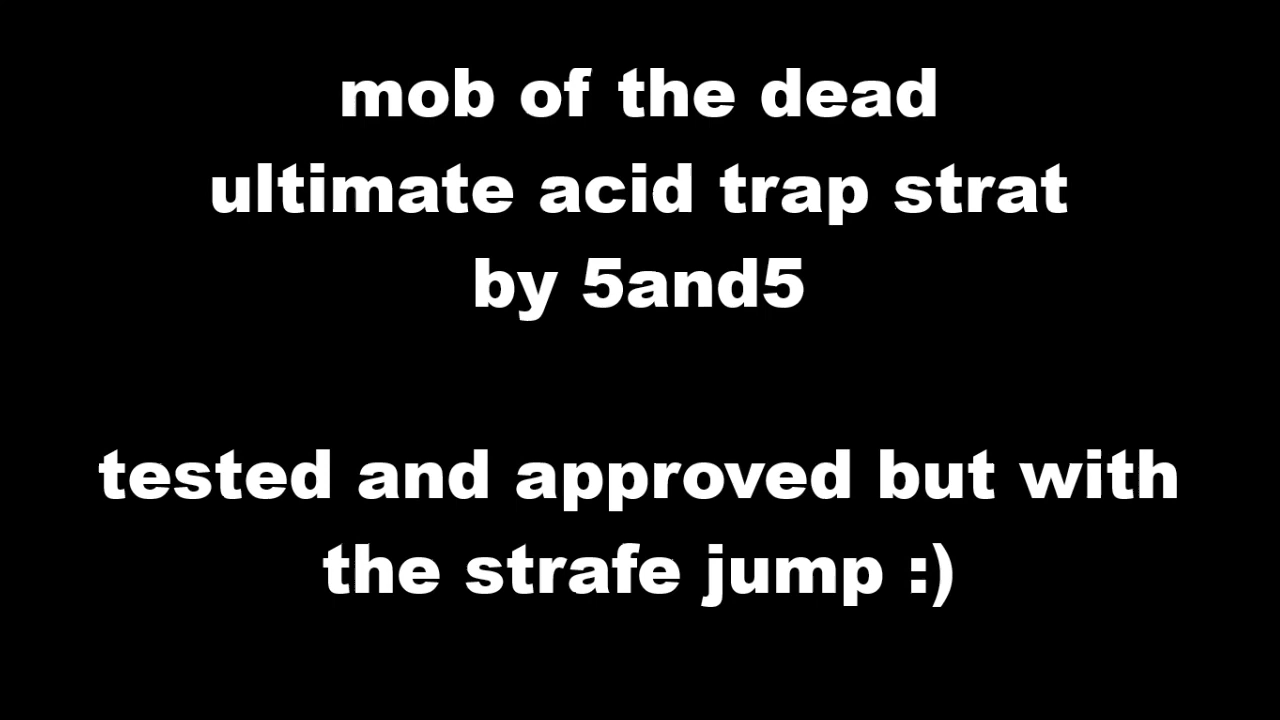 mob of the dead
ultimate acid trap strat
by 5and5
tested and approved but with
the strafe jump :)